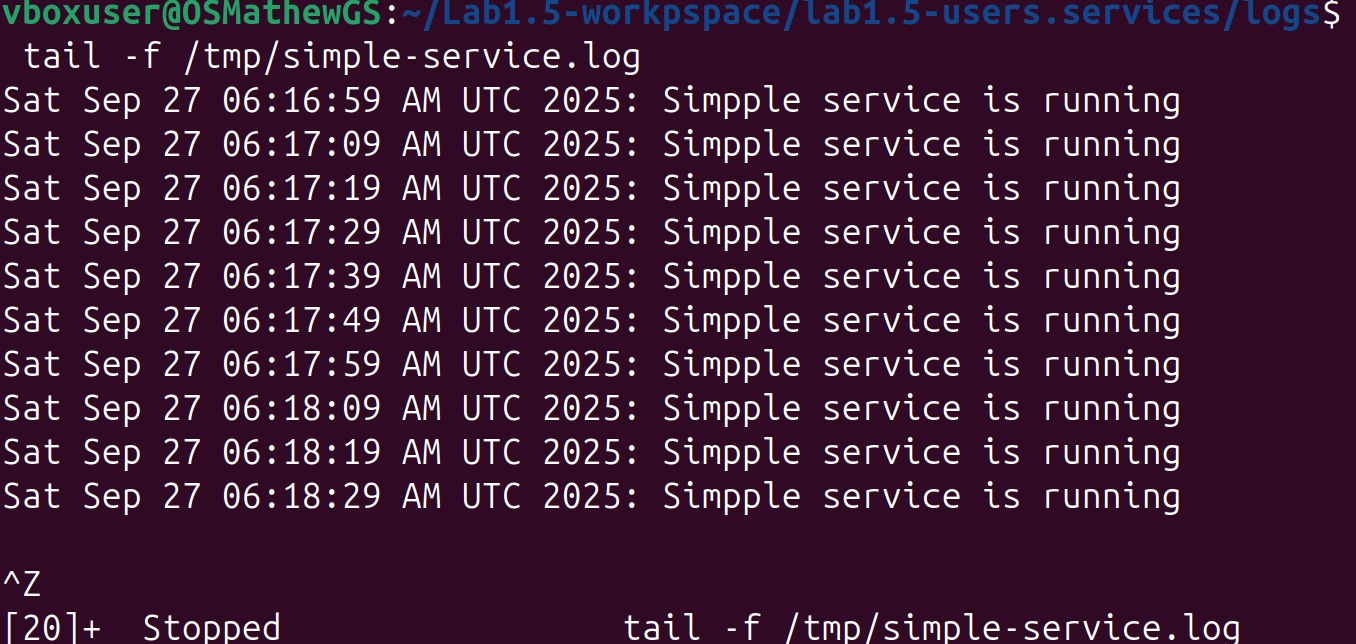 vboxuser@OSMathewGS:~/Lab1.5-workpspace/lab1.5-users.services/logs$
tail -f /tmp/simple-service.log
Sat Sep 27 06:16:59 AM UTC 2025: Simpple service is running
Sat Sep 27 06:17:09 AM UTC 2025: Simpple service is running
Sat Sep 27 06:17:19 AM UTC 2025: Simpple service is running
Sat Sep 27 06:17:29 AM UTC 2025: Simpple service is running
Sat Sep 27 06:17:39 AM UTC 2025: Simpple service is running
Sat Sep 27 06:17:49 AM UTC 2025: Simpple service is running
Sat Sep 27 06:17:59 AM UTC 2025: Simpple service is running
Sat Sep 27 06:18:09 AM UTC 2025: Simpple service is running
Sat Sep 27 06:18:19 AM UTC 2025: Simpple service is running
Sat Sep 27 06:18:29 AM UTC 2025: Simpple service is running
^Z
[20]+  Stopped                 tail -f /tmp/simple-service.log